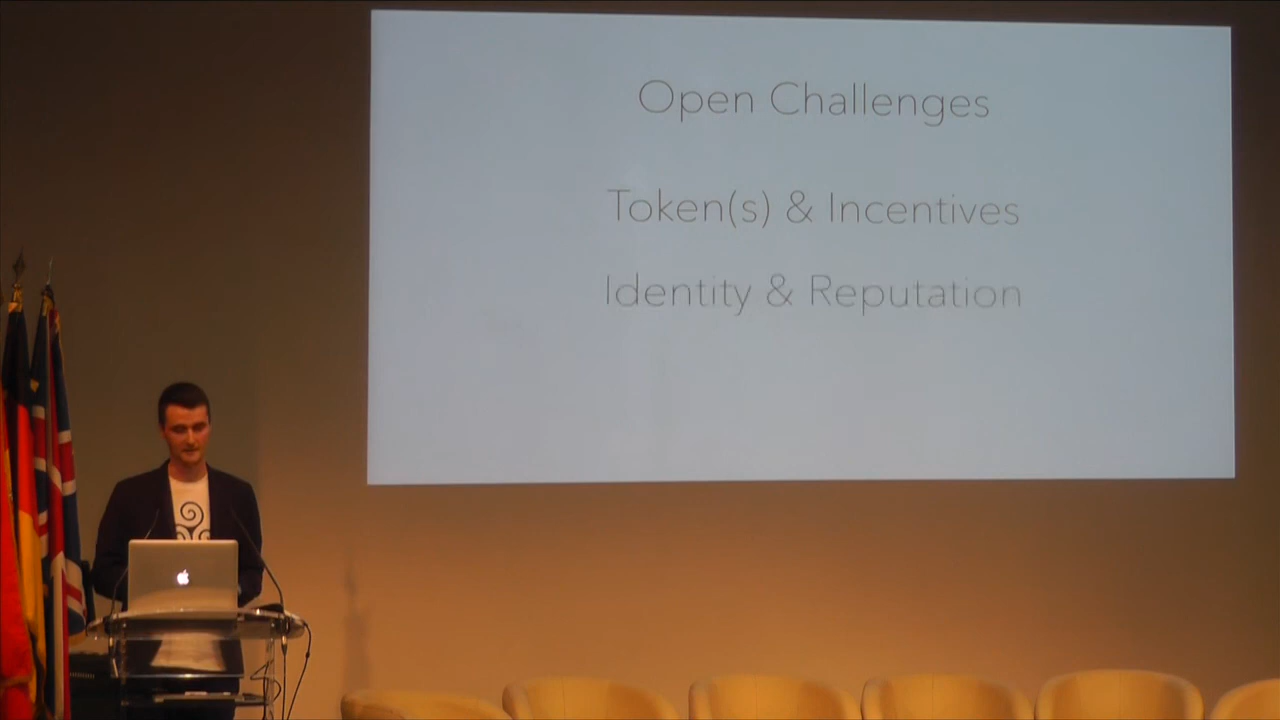 Open Challenges
Token(s) & Incentives
Identity & Reputation